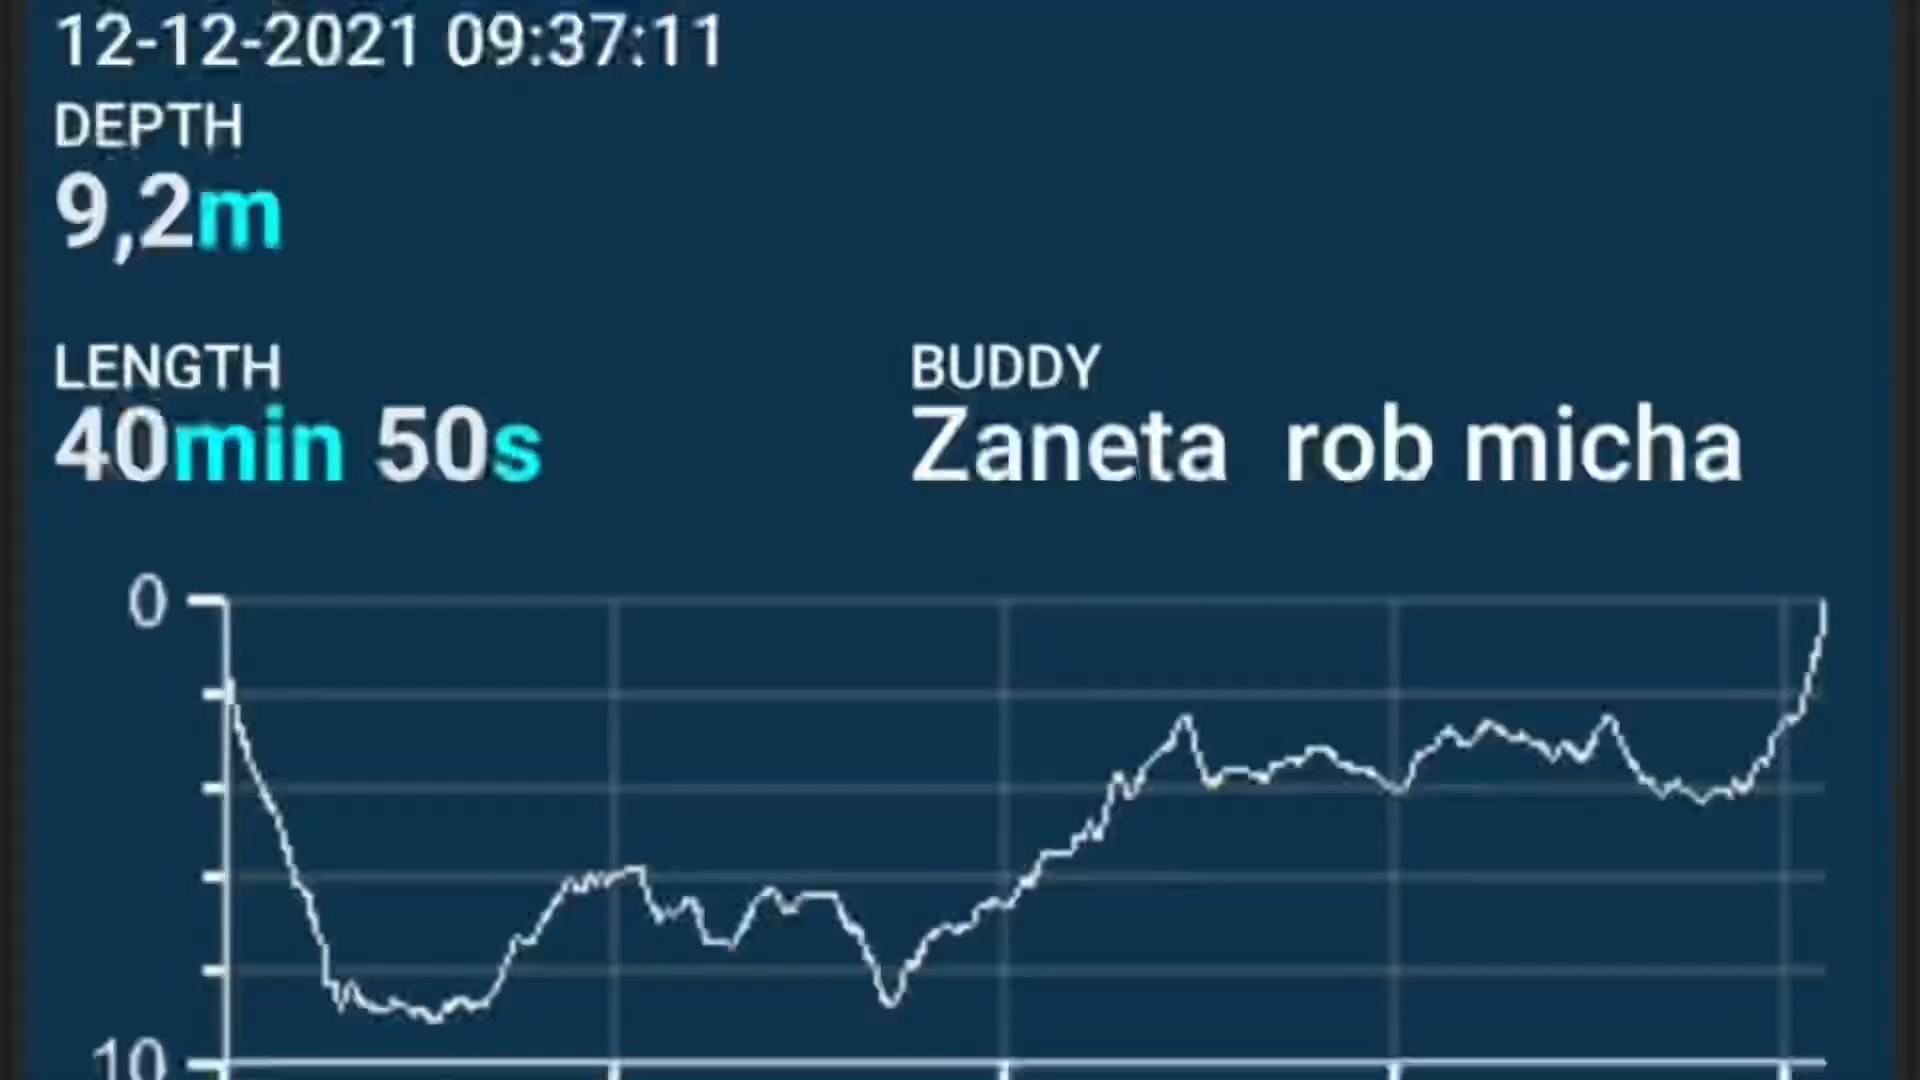 12-12-2021 09:37:11
DEPTH
9,2m
LENGTH
40min 50s
BUDDY
Zaneta  rob micha
0
10